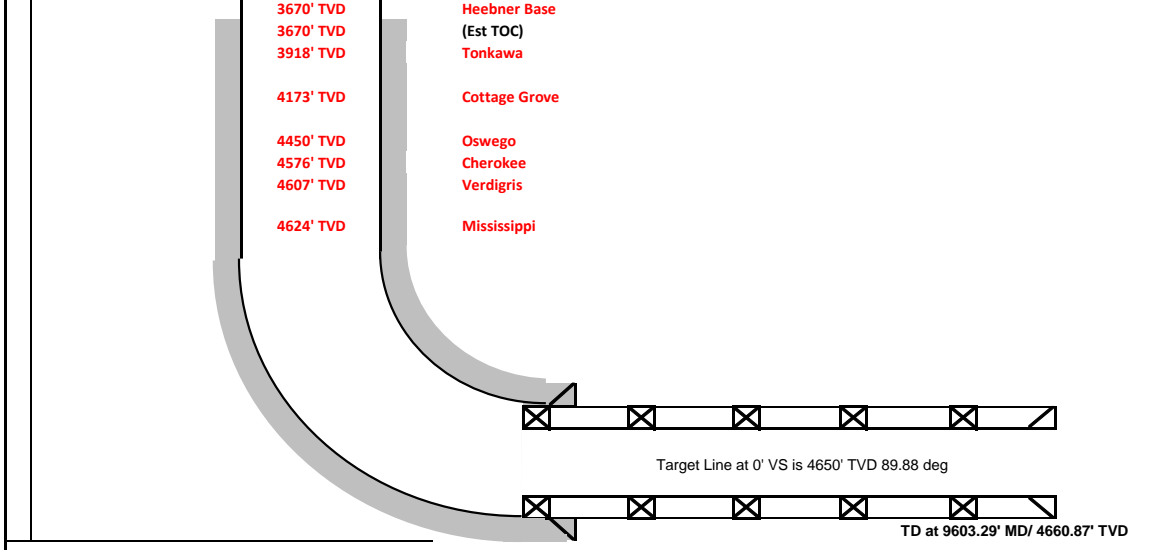 3670' TVD Heebner Base
3670' TVD (Est TOC)
3918' TVD Tonkawa
4173' TVD Cottage Grove
4450' TVD Oswego
4576' TVD Cherokee
4607' TVD Verdigris
4624' TVD Mississippi
Target Line at 0' VS is 4650' TVD 89.88 deg
TD at 9603.29' MD/ 4660.87' TVD